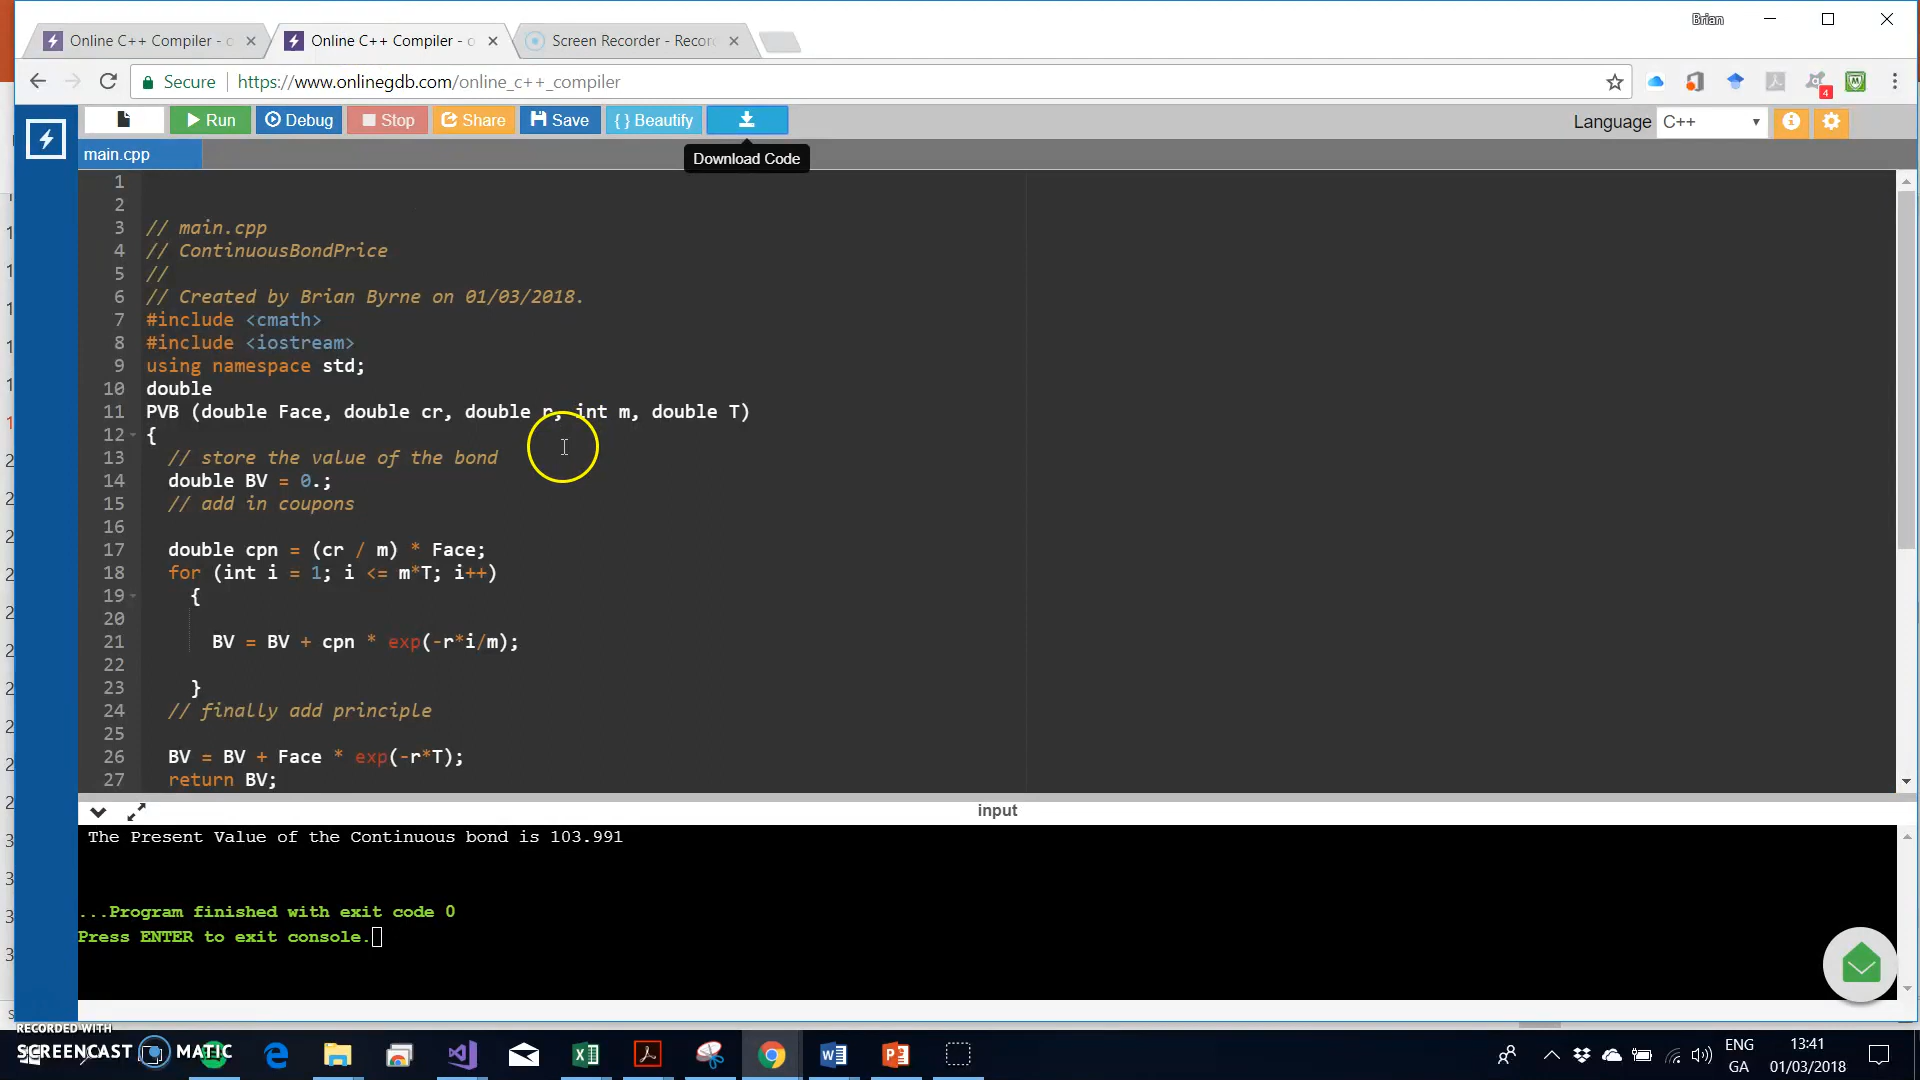 Brian
Online C++ Compiler - o
Online C++ Compiler - o
Screen Recorder - Recor
Secure
https://www.onlinegdb.com/online_c++_compiler
4
Run
Debug
Stop
Share
Save
{ } Beautify
Language
C++
main.cpp
Download Code
1
2
3 // main.cpp
4 // ContinuousBondPrice
5 //
6 // Created by Brian Byrne on 01/03/2018.
7 #include <cmath>
8 #include <iostream>
9 using namespace std;
10 double
11 PVB (double Face, double cr, double r, int m, double T)
12 {
13 // store the value of the bond
14 double BV = 0.;
15 // add in coupons
16
17 double cpn = (cr / m) * Face;
18 for (int i = 1; i <= m*T; i++)
19 {
20
21 BV = BV + cpn * exp(-r*i/m);
22
23 }
24 // finally add principle
25
26 BV = BV + Face * exp(-r*T);
27 return BV;
input
The Present Value of the Continuous bond is 103.991
...Program finished with exit code 0
Press ENTER to exit console.
RECORDED WITH
SCREENCAST MATIC
ENG
GA
13:41
01/03/2018